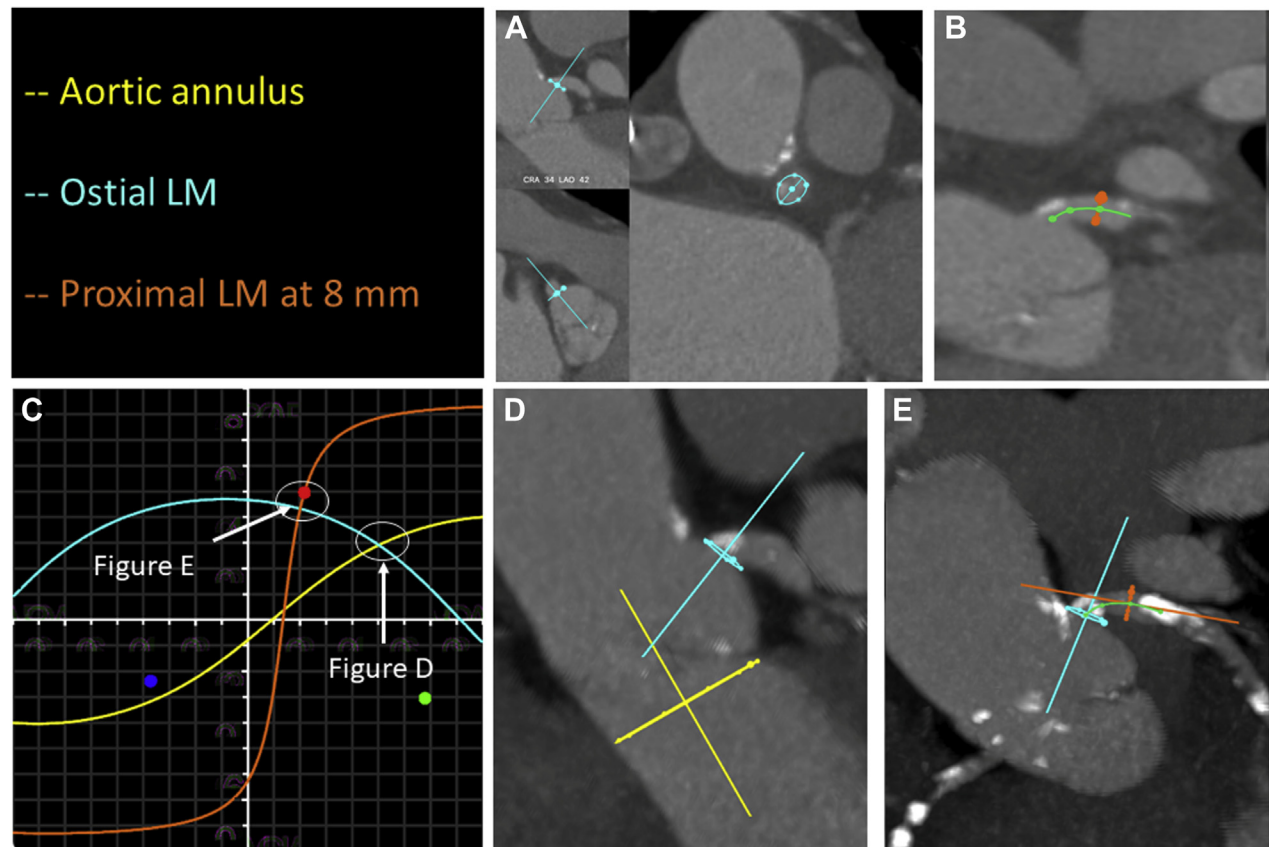 -- Aortic annulus
-- Ostial LM
-- Proximal LM at 8 mm
A
CRA 34 LAO 42
B
C
Figure E
Figure D
D
E